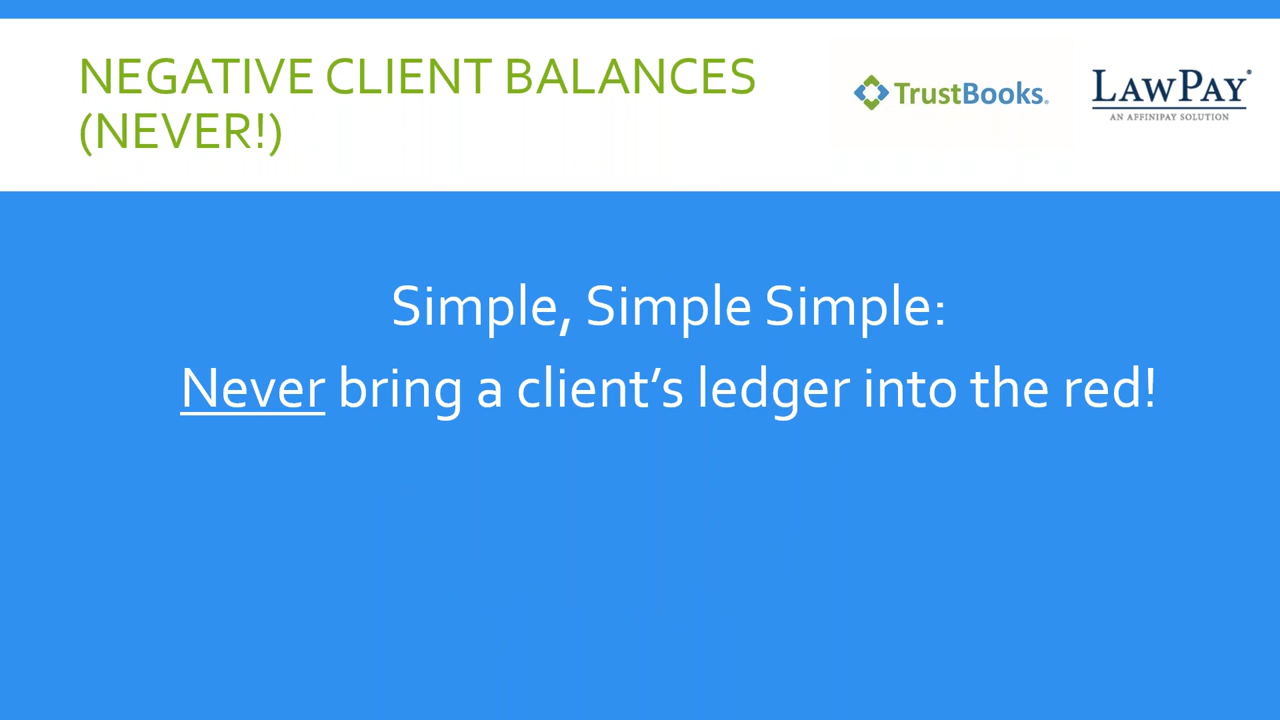 NEGATIVE CLIENT BALANCES
(NEVER!)
TrustBooks®
LAWPAY®
AN AFFINIPAY SOLUTION
Simple, Simple Simple:
Never bring a client’s ledger into the red!